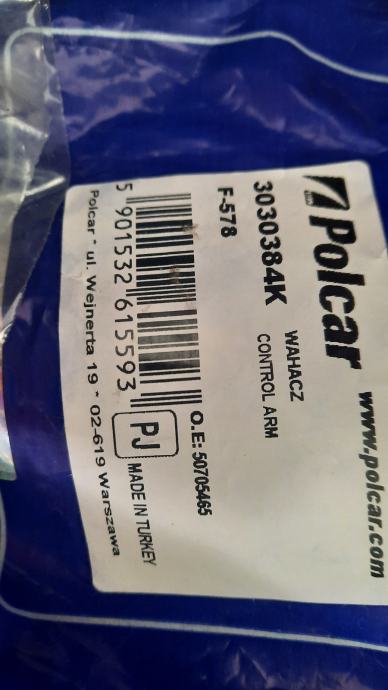 Polcar www.polcar.com
3030384K WAHACZ
CONTROL ARM
F-578
O.E: 50705465
5 901532 615593
PJ MADE IN TURKEY
Polcar * ul. Wejnerta 19 * 02-619 Warszawa